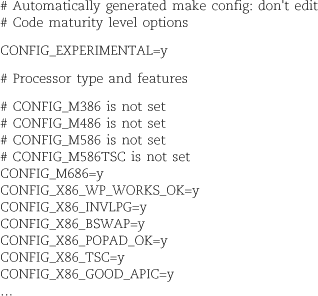 # Automatically generated make config: don't edit
# Code maturity level options
CONFIG_EXPERIMENTAL=y
# Processor type and features
# CONFIG_M386 is not set
# CONFIG_M486 is not set
# CONFIG_M586 is not set
# CONFIG_M586TSC is not set
CONFIG_M686=y
CONFIG_X86_WP_WORKS_OK=y
CONFIG_X86_INVLPG=y
CONFIG_X86_BSWAP=y
CONFIG_X86_POPAD_OK=y
CONFIG_X86_TSC=y
CONFIG_X86_GOOD_APIC=y
...